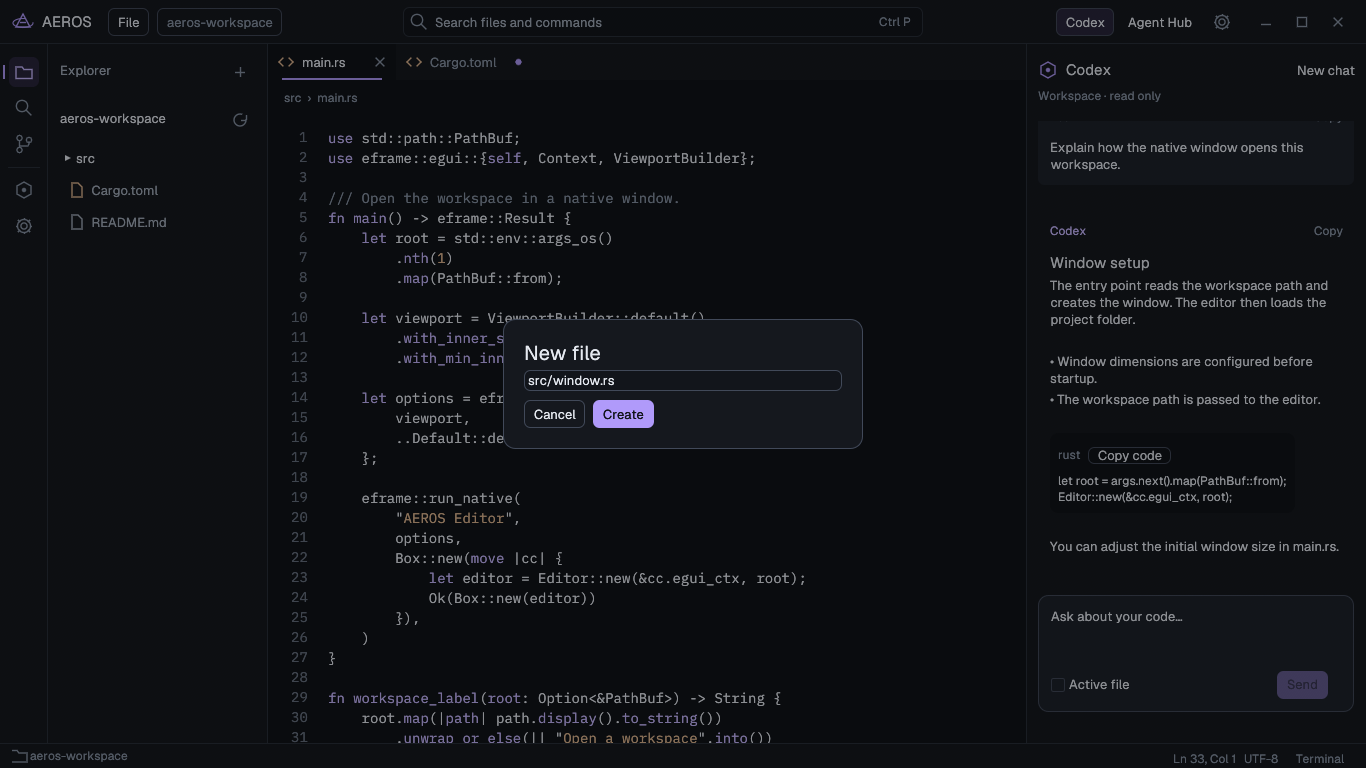 AEROS File aeros-workspace Search files and commands Ctrl P Codex Agent Hub
Explorer
aeros-workspace
src
Cargo.toml
README.md
main.rs Cargo.toml
src › main.rs
1 use std::path::PathBuf;
2 use eframe::egui::{self, Context, ViewportBuilder};
3
4 /// Open the workspace in a native window.
5 fn main() -> eframe::Result {
6 let root = std::env::args_os()
7 .nth(1)
8 .map(PathBuf::from);
9
10 let viewport = ViewportBuilder::default()
11 .with_inner_s
12 .with_min_inn
13
14 let options = efr
15 viewport,
16 ..Default::de
17 };
18
19 eframe::run_native(
20 "AEROS Editor",
21 options,
22 Box::new(move |cc| {
23 let editor = Editor::new(&cc.egui_ctx, root);
24 Ok(Box::new(editor))
25 }),
26 )
27 }
28
29 fn workspace_label(root: Option<&PathBuf>) -> String {
30 root.map(|path| path.display().to_string())
31 .unwrap_or_else(|| "Open a workspace".into())
New file
src/window.rs
Cancel Create
Codex New chat
Workspace · read only
Explain how the native window opens this
workspace.
Codex Copy
Window setup
The entry point reads the workspace path and
creates the window. The editor then loads the
project folder.
• Window dimensions are configured before
startup.
• The workspace path is passed to the editor.
rust Copy code
let root = args.next().map(PathBuf::from);
Editor::new(&cc.egui_ctx, root);
You can adjust the initial window size in main.rs.
Ask about your code…
Active file Send
aeros-workspace Ln 33, Col 1 UTF-8 Terminal